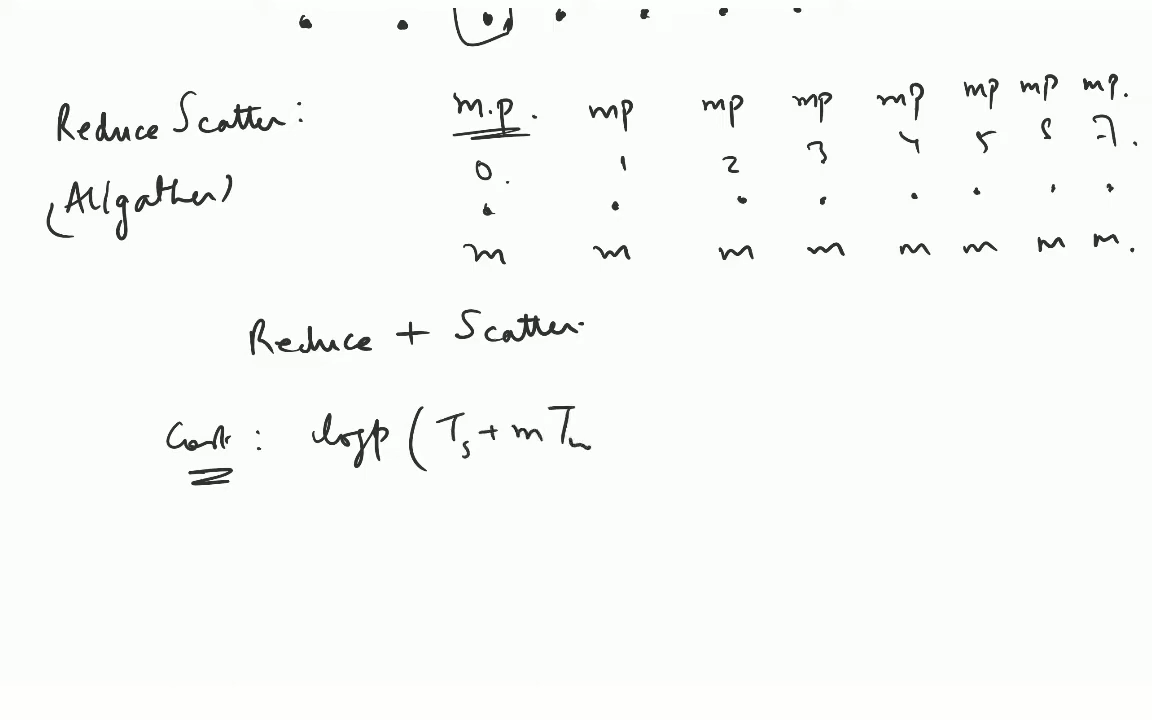 Reduce Scatter: m.p. mp mp mp mp mp mp mp.
0. 1 2 3 4 5 6 7.
(Allgather)
m m m m m m m m.
Reduce + Scatter.
Cost: log p ( Ts + m Tw